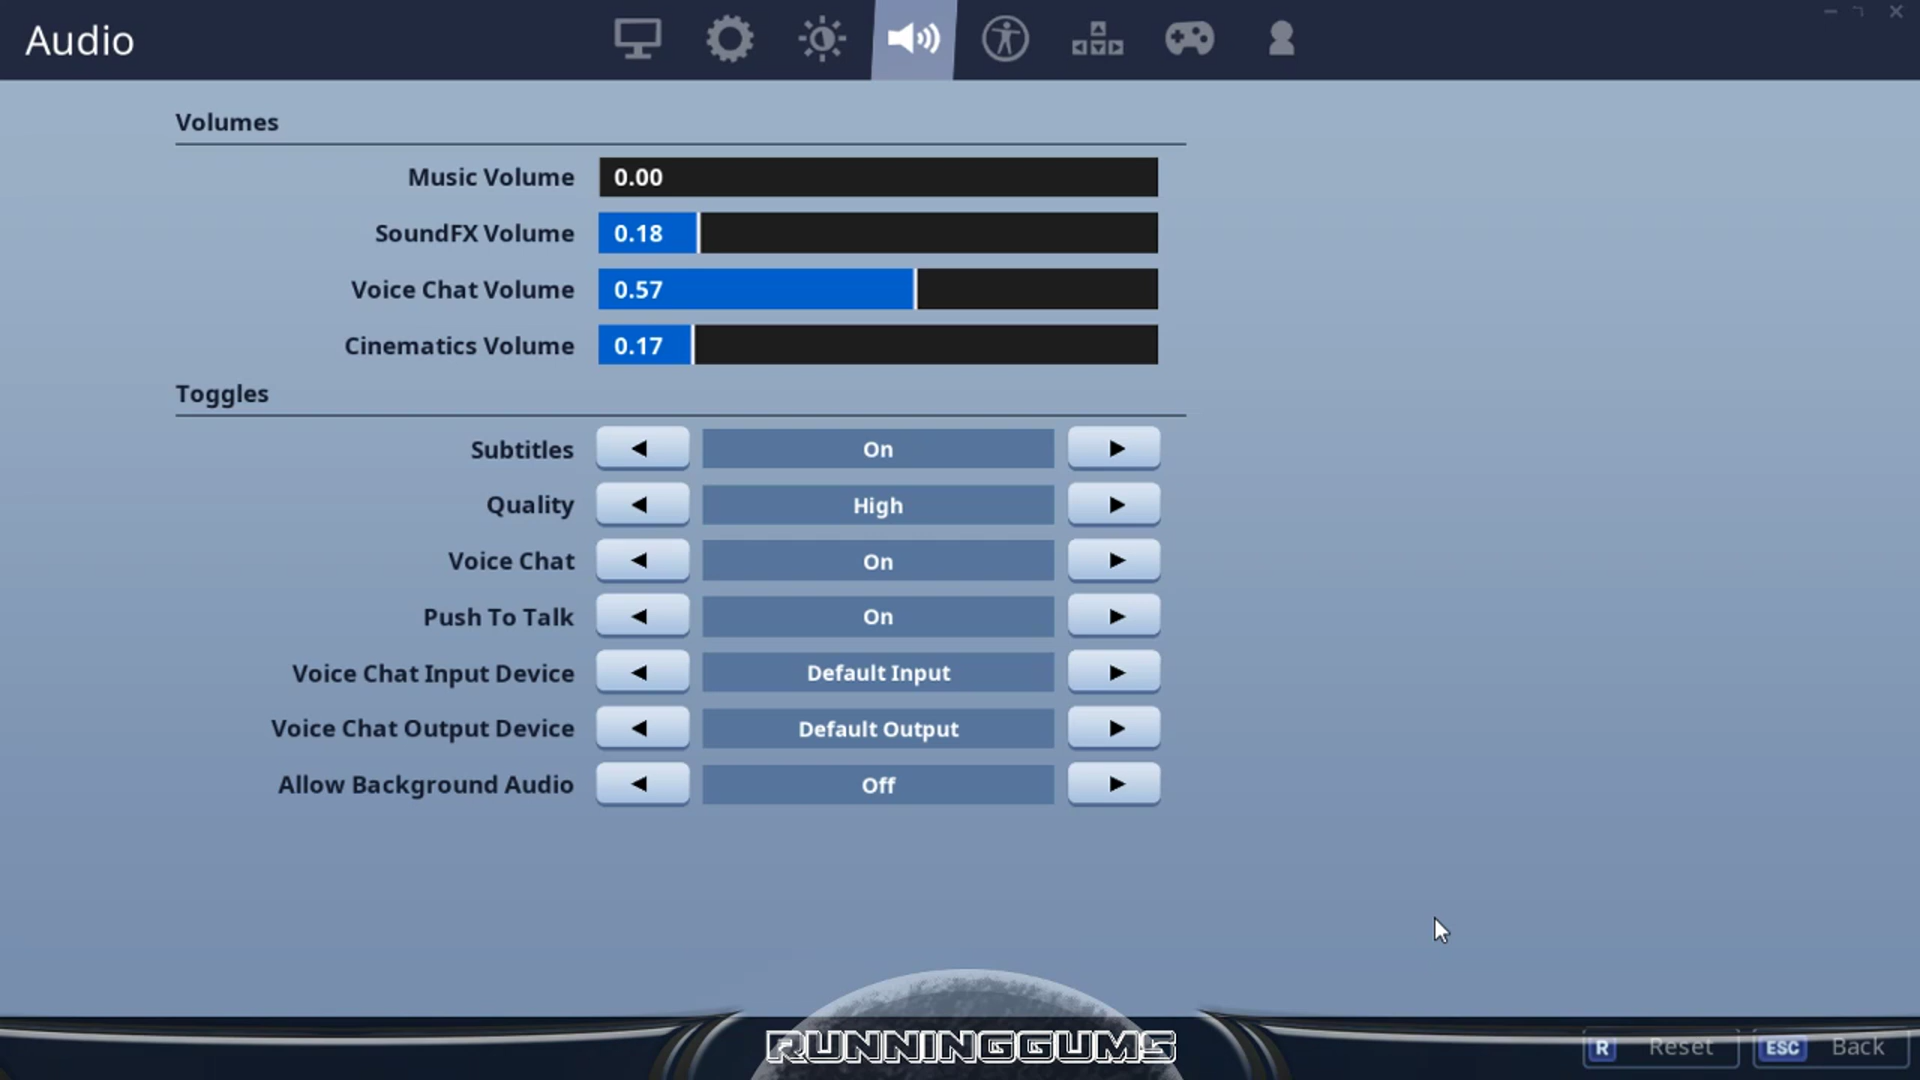 Audio
Volumes
Music Volume 0.00
SoundFX Volume 0.18
Voice Chat Volume 0.57
Cinematics Volume 0.17
Toggles
Subtitles On
Quality High
Voice Chat On
Push To Talk On
Voice Chat Input Device Default Input
Voice Chat Output Device Default Output
Allow Background Audio Off
RUNNINGGUMS
R Reset ESC Back